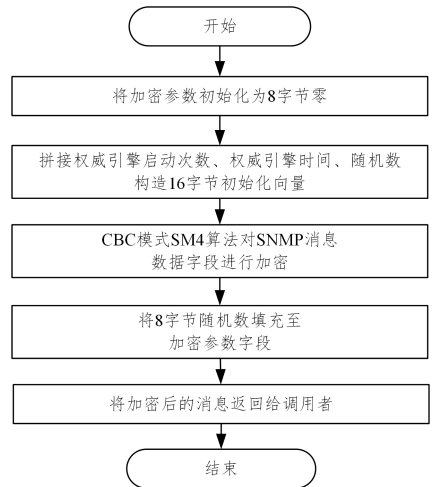 开始
将加密参数初始化为8字节零
拼接权威引擎启动次数、权威引擎时间、随机数
构造16字节初始化向量
CBC模式SM4算法对SNMP消息
数据字段进行加密
将8字节随机数填充至
加密参数字段
将加密后的消息返回给调用者
结束